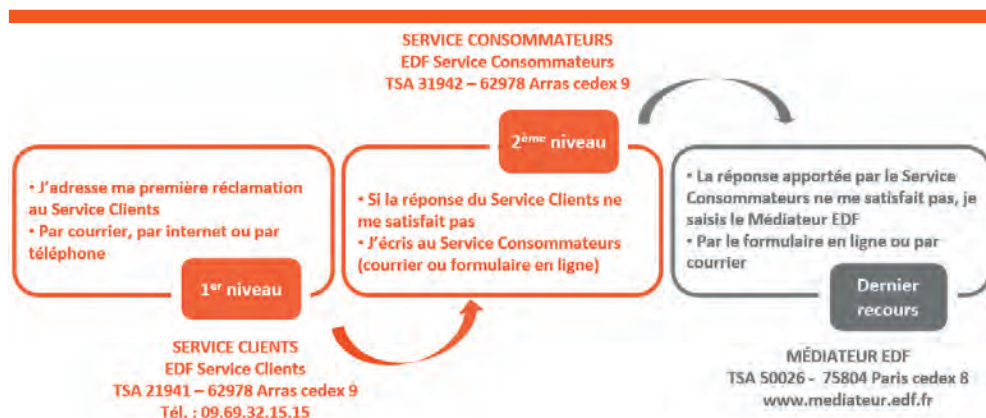 SERVICE CONSOMMATEURS
EDF Service Consommateurs
TSA 31942 – 62978 Arras cedex 9
• J'adresse ma première réclamation
au Service Clients
• Par courrier, par internet ou par
téléphone
1er niveau
SERVICE CLIENTS
EDF Service Clients
TSA 21941 – 62978 Arras cedex 9
Tél. : 09.69.32.15.15
2ème niveau
• Si la réponse du Service Clients ne
me satisfait pas
• J'écris au Service Consommateurs
(courrier ou formulaire en ligne)
• La réponse apportée par le Service
Consommateurs ne me satisfait pas, je
saisis le Médiateur EDF
• Par le formulaire en ligne ou par
courrier
Dernier
recours
MÉDIATEUR EDF
TSA 50026 - 75804 Paris cedex 8
www.mediateur.edf.fr